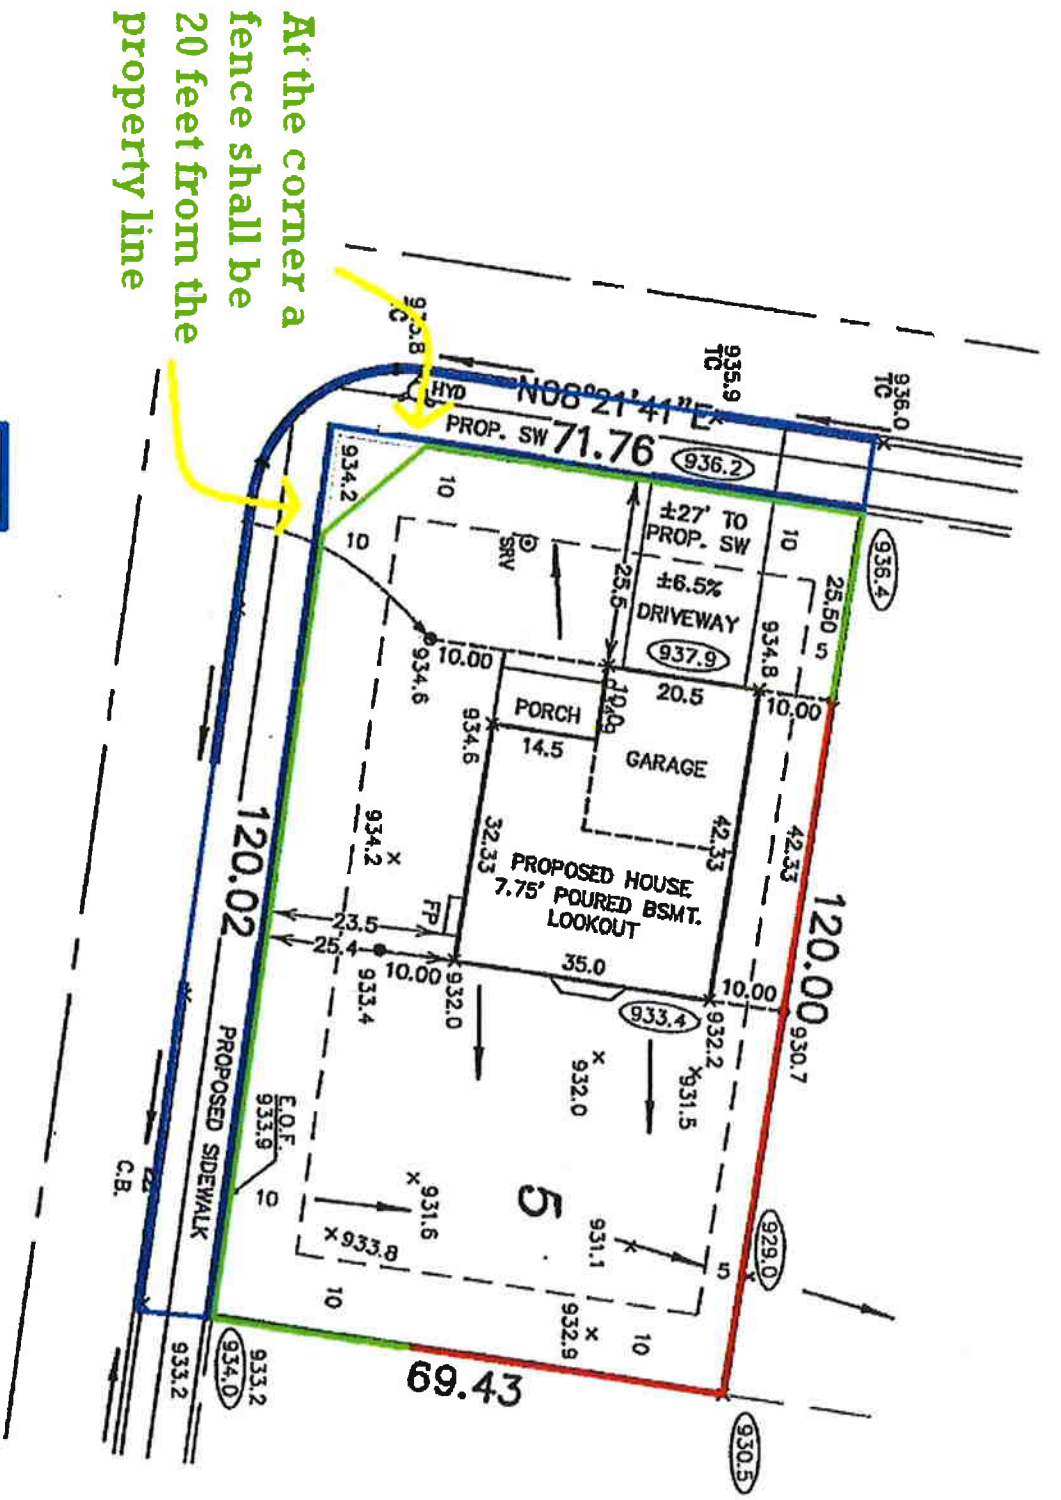 At the corner a
fence shall be
20 feet from the
property line
936.0
TC
935.9
TC
TC
HYD
N08°21'41"E
PROP. SW
71.76
936.2
936.4
934.2
10
10
10
±27' TO
PROP. SW
±6.5%
DRIVEWAY
937.9
25.50
5
SRV
25.5
934.8
20.5
10.00
10.00
934.6
PORCH
14.5
934.6
GARAGE
42.33
42.33
32.33
PROPOSED HOUSE
7.75' POURED BSMT.
LOOKOUT
934.2
120.02
120.00
FP
23.5
25.4
10.00
35.0
10.00
933.4
932.0
933.4
932.2
930.7
932.0
931.5
PROPOSED SIDEWALK
E.O.F.
933.9
10
C.B.
5
931.6
933.8
931.1
5
929.0
932.9
10
10
69.43
933.2
934.0
933.2
930.5